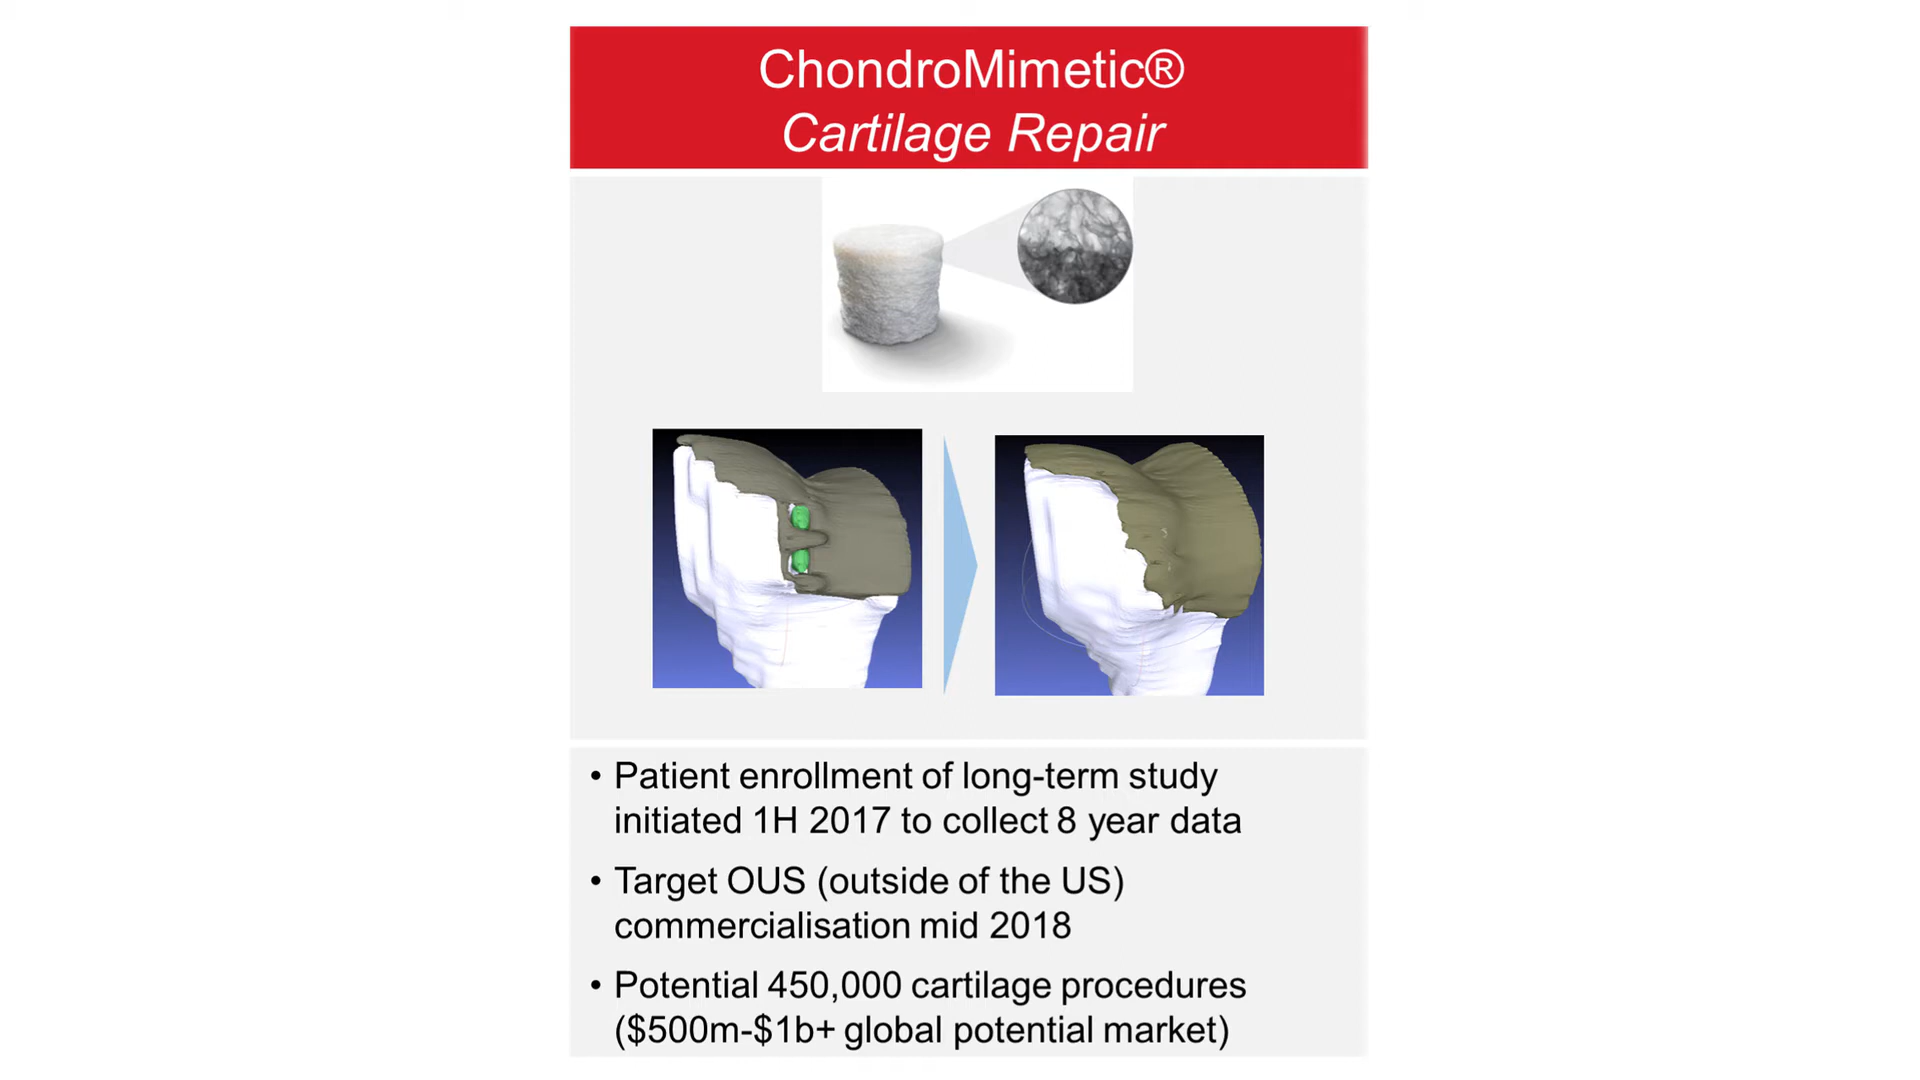 ChondroMimetic®
Cartilage Repair
• Patient enrollment of long-term study
initiated 1H 2017 to collect 8 year data
• Target OUS (outside of the US)
commercialisation mid 2018
• Potential 450,000 cartilage procedures
($500m-$1b+ global potential market)